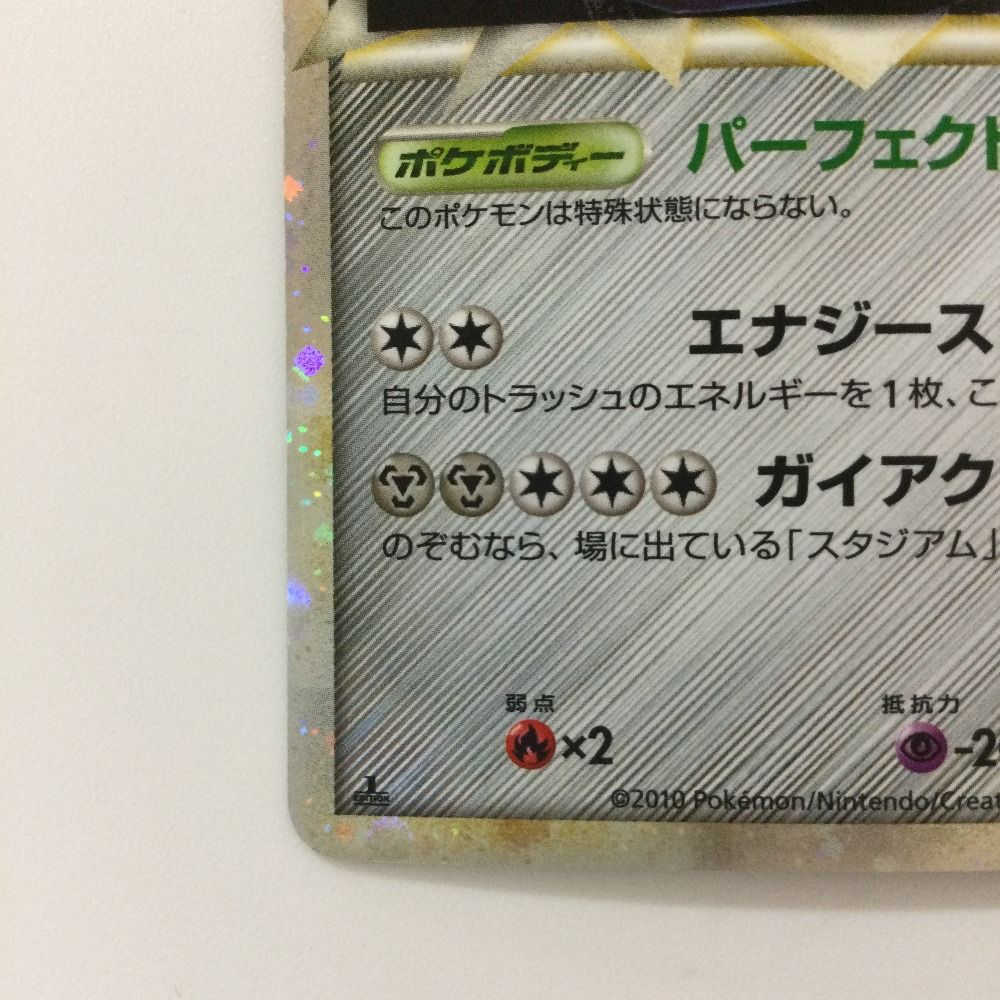 ポケボディー パーフェクト
このポケモンは特殊状態にならない。
エナジース
自分のトラッシュのエネルギーを1枚、こ
ガイアク
のぞむなら、場に出ている「スタジアム」
弱点 抵抗力
×2 -2
1 EDITION ©2010 Pokémon/Nintendo/Creat